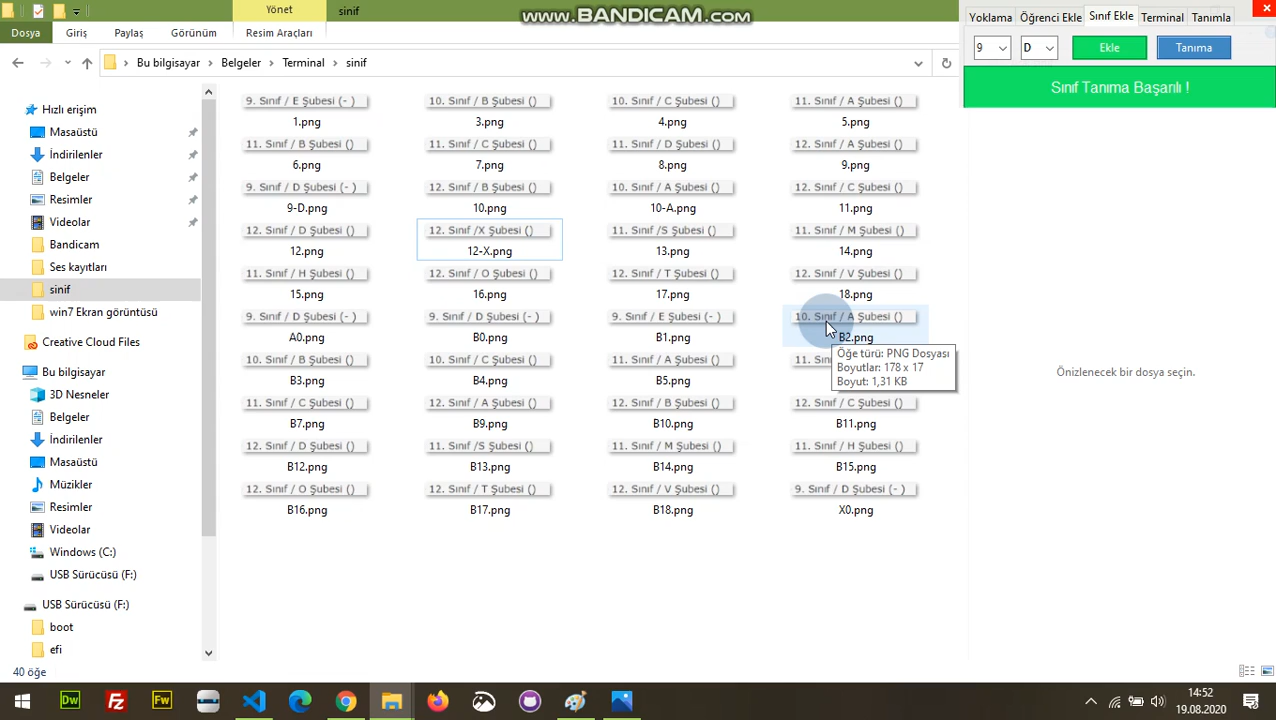 Yönet
sinif
www.BANDICAM.com
Dosya
Giriş
Paylaş
Görünüm
Resim Araçları
Yoklama
Öğrenci Ekle
Sınıf Ekle
Terminal
Tanımla
9
D
Ekle
Tanıma
Sınıf Tanıma Başarılı !
Bu bilgisayar
Belgeler
Terminal
sinif
Hızlı erişim
Masaüstü
İndirilenler
Belgeler
Resimler
Videolar
Bandicam
Ses kayıtları
sinif
win7 Ekran görüntüsü
Creative Cloud Files
Bu bilgisayar
3D Nesneler
Belgeler
İndirilenler
Masaüstü
Müzikler
Resimler
Videolar
Windows (C:)
USB Sürücüsü (F:)
USB Sürücüsü (F:)
boot
efi
9. Sınıf / E Şubesi (- ) 10. Sınıf / B Şubesi () 10. Sınıf / C Şubesi () 11. Sınıf / A Şubesi ()
1.png 3.png 4.png 5.png
11. Sınıf / B Şubesi () 11. Sınıf / C Şubesi () 11. Sınıf / D Şubesi () 12. Sınıf / A Şubesi ()
6.png 7.png 8.png 9.png
9. Sınıf / D Şubesi (- ) 12. Sınıf / B Şubesi () 10. Sınıf / A Şubesi () 12. Sınıf / C Şubesi ()
9-D.png 10.png 10-A.png 11.png
12. Sınıf / D Şubesi () 12. Sınıf /X Şubesi () 11. Sınıf /S Şubesi () 11. Sınıf / M Şubesi ()
12.png 12-X.png 13.png 14.png
11. Sınıf / H Şubesi () 12. Sınıf / O Şubesi () 12. Sınıf / T Şubesi () 12. Sınıf / V Şubesi ()
15.png 16.png 17.png 18.png
9. Sınıf / D Şubesi (- ) 9. Sınıf / D Şubesi (- ) 9. Sınıf / E Şubesi (- ) 10. Sınıf / A Şubesi ()
A0.png B0.png B1.png B2.png
10. Sınıf / B Şubesi () 10. Sınıf / C Şubesi () 11. Sınıf / A Şubesi () 11.
B3.png B4.png B5.png
Öğe türü: PNG Dosyası
Boyutlar: 178 x 17
Boyut: 1,31 KB
11. Sınıf / C Şubesi () 12. Sınıf / A Şubesi () 12. Sınıf / B Şubesi () 12. Sınıf / C Şubesi ()
B7.png B9.png B10.png B11.png
12. Sınıf / D Şubesi () 11. Sınıf /S Şubesi () 11. Sınıf / M Şubesi () 11. Sınıf / H Şubesi ()
B12.png B13.png B14.png B15.png
12. Sınıf / O Şubesi () 12. Sınıf / T Şubesi () 12. Sınıf / V Şubesi () 9. Sınıf / D Şubesi (- )
B16.png B17.png B18.png X0.png
Önizlenecek bir dosya seçin.
40 öğe
Dw
Fz
Fw
14:52
19.08.2020